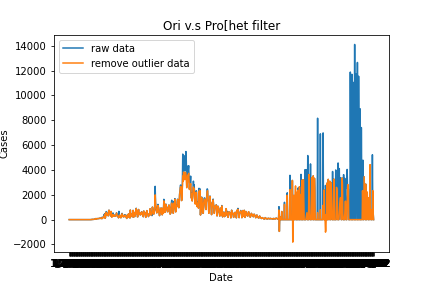 Ori v.s Pro[het filter
raw data
remove outlier data
Cases
14000
12000
10000
8000
6000
4000
2000
0
−2000
Date